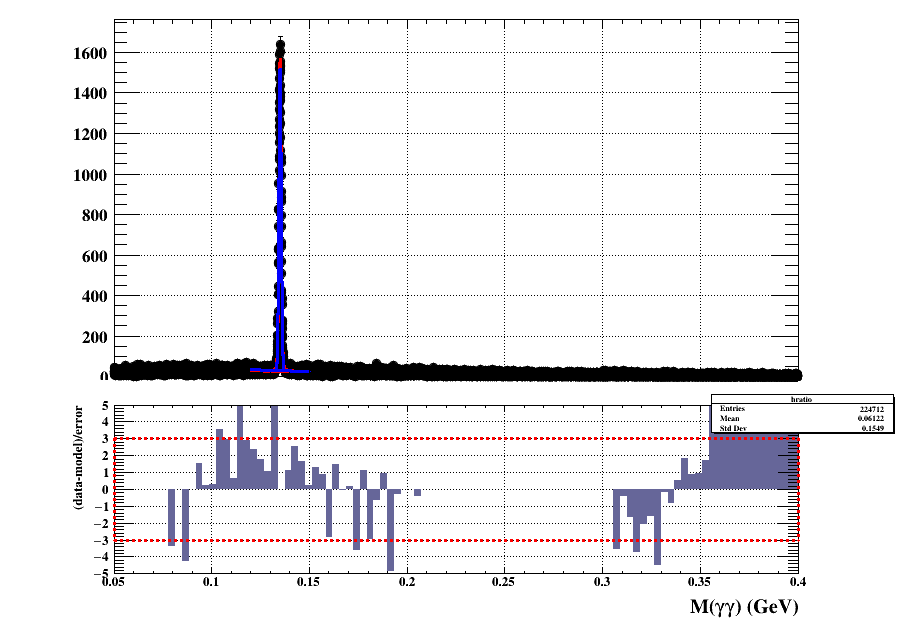 1600
1400
1200
1000
800
600
400
200
0
hratio
Entries 224712
Mean 0.06122
Std Dev 0.1549
(data-model)/error
5
4
3
2
1
0
−1
−2
−3
−4
−5
0.05 0.1 0.15 0.2 0.25 0.3 0.35 0.4
M(γγ) (GeV)